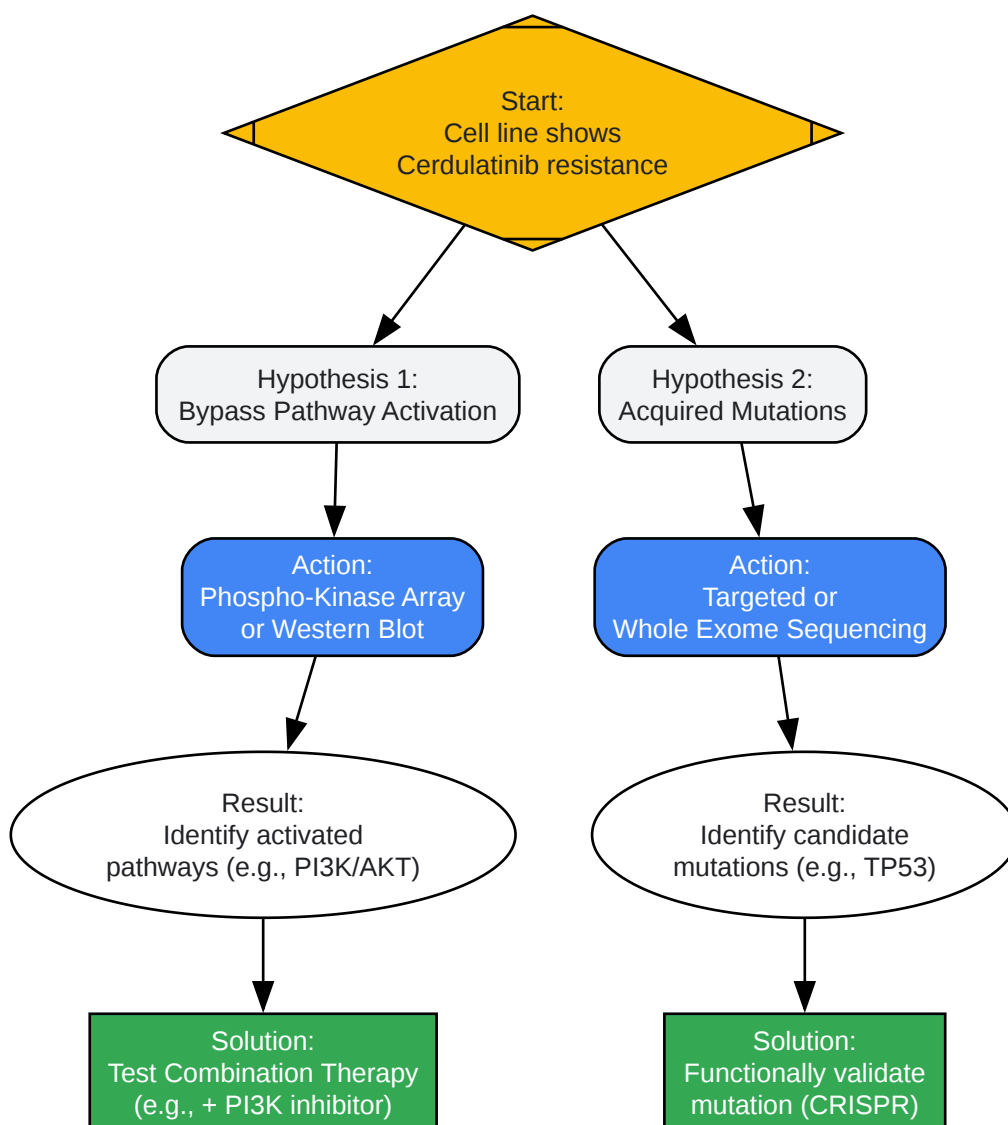 Start:
Cell line shows
Cerdulatinib resistance
Hypothesis 1:
Bypass Pathway Activation
Hypothesis 2:
Acquired Mutations
Action:
Phospho-Kinase Array
or Western Blot
Action:
Targeted or
Whole Exome Sequencing
Result:
Identify activated
pathways (e.g., PI3K/AKT)
Result:
Identify candidate
mutations (e.g., TP53)
Solution:
Test Combination Therapy
(e.g., + PI3K inhibitor)
Solution:
Functionally validate
mutation (CRISPR)